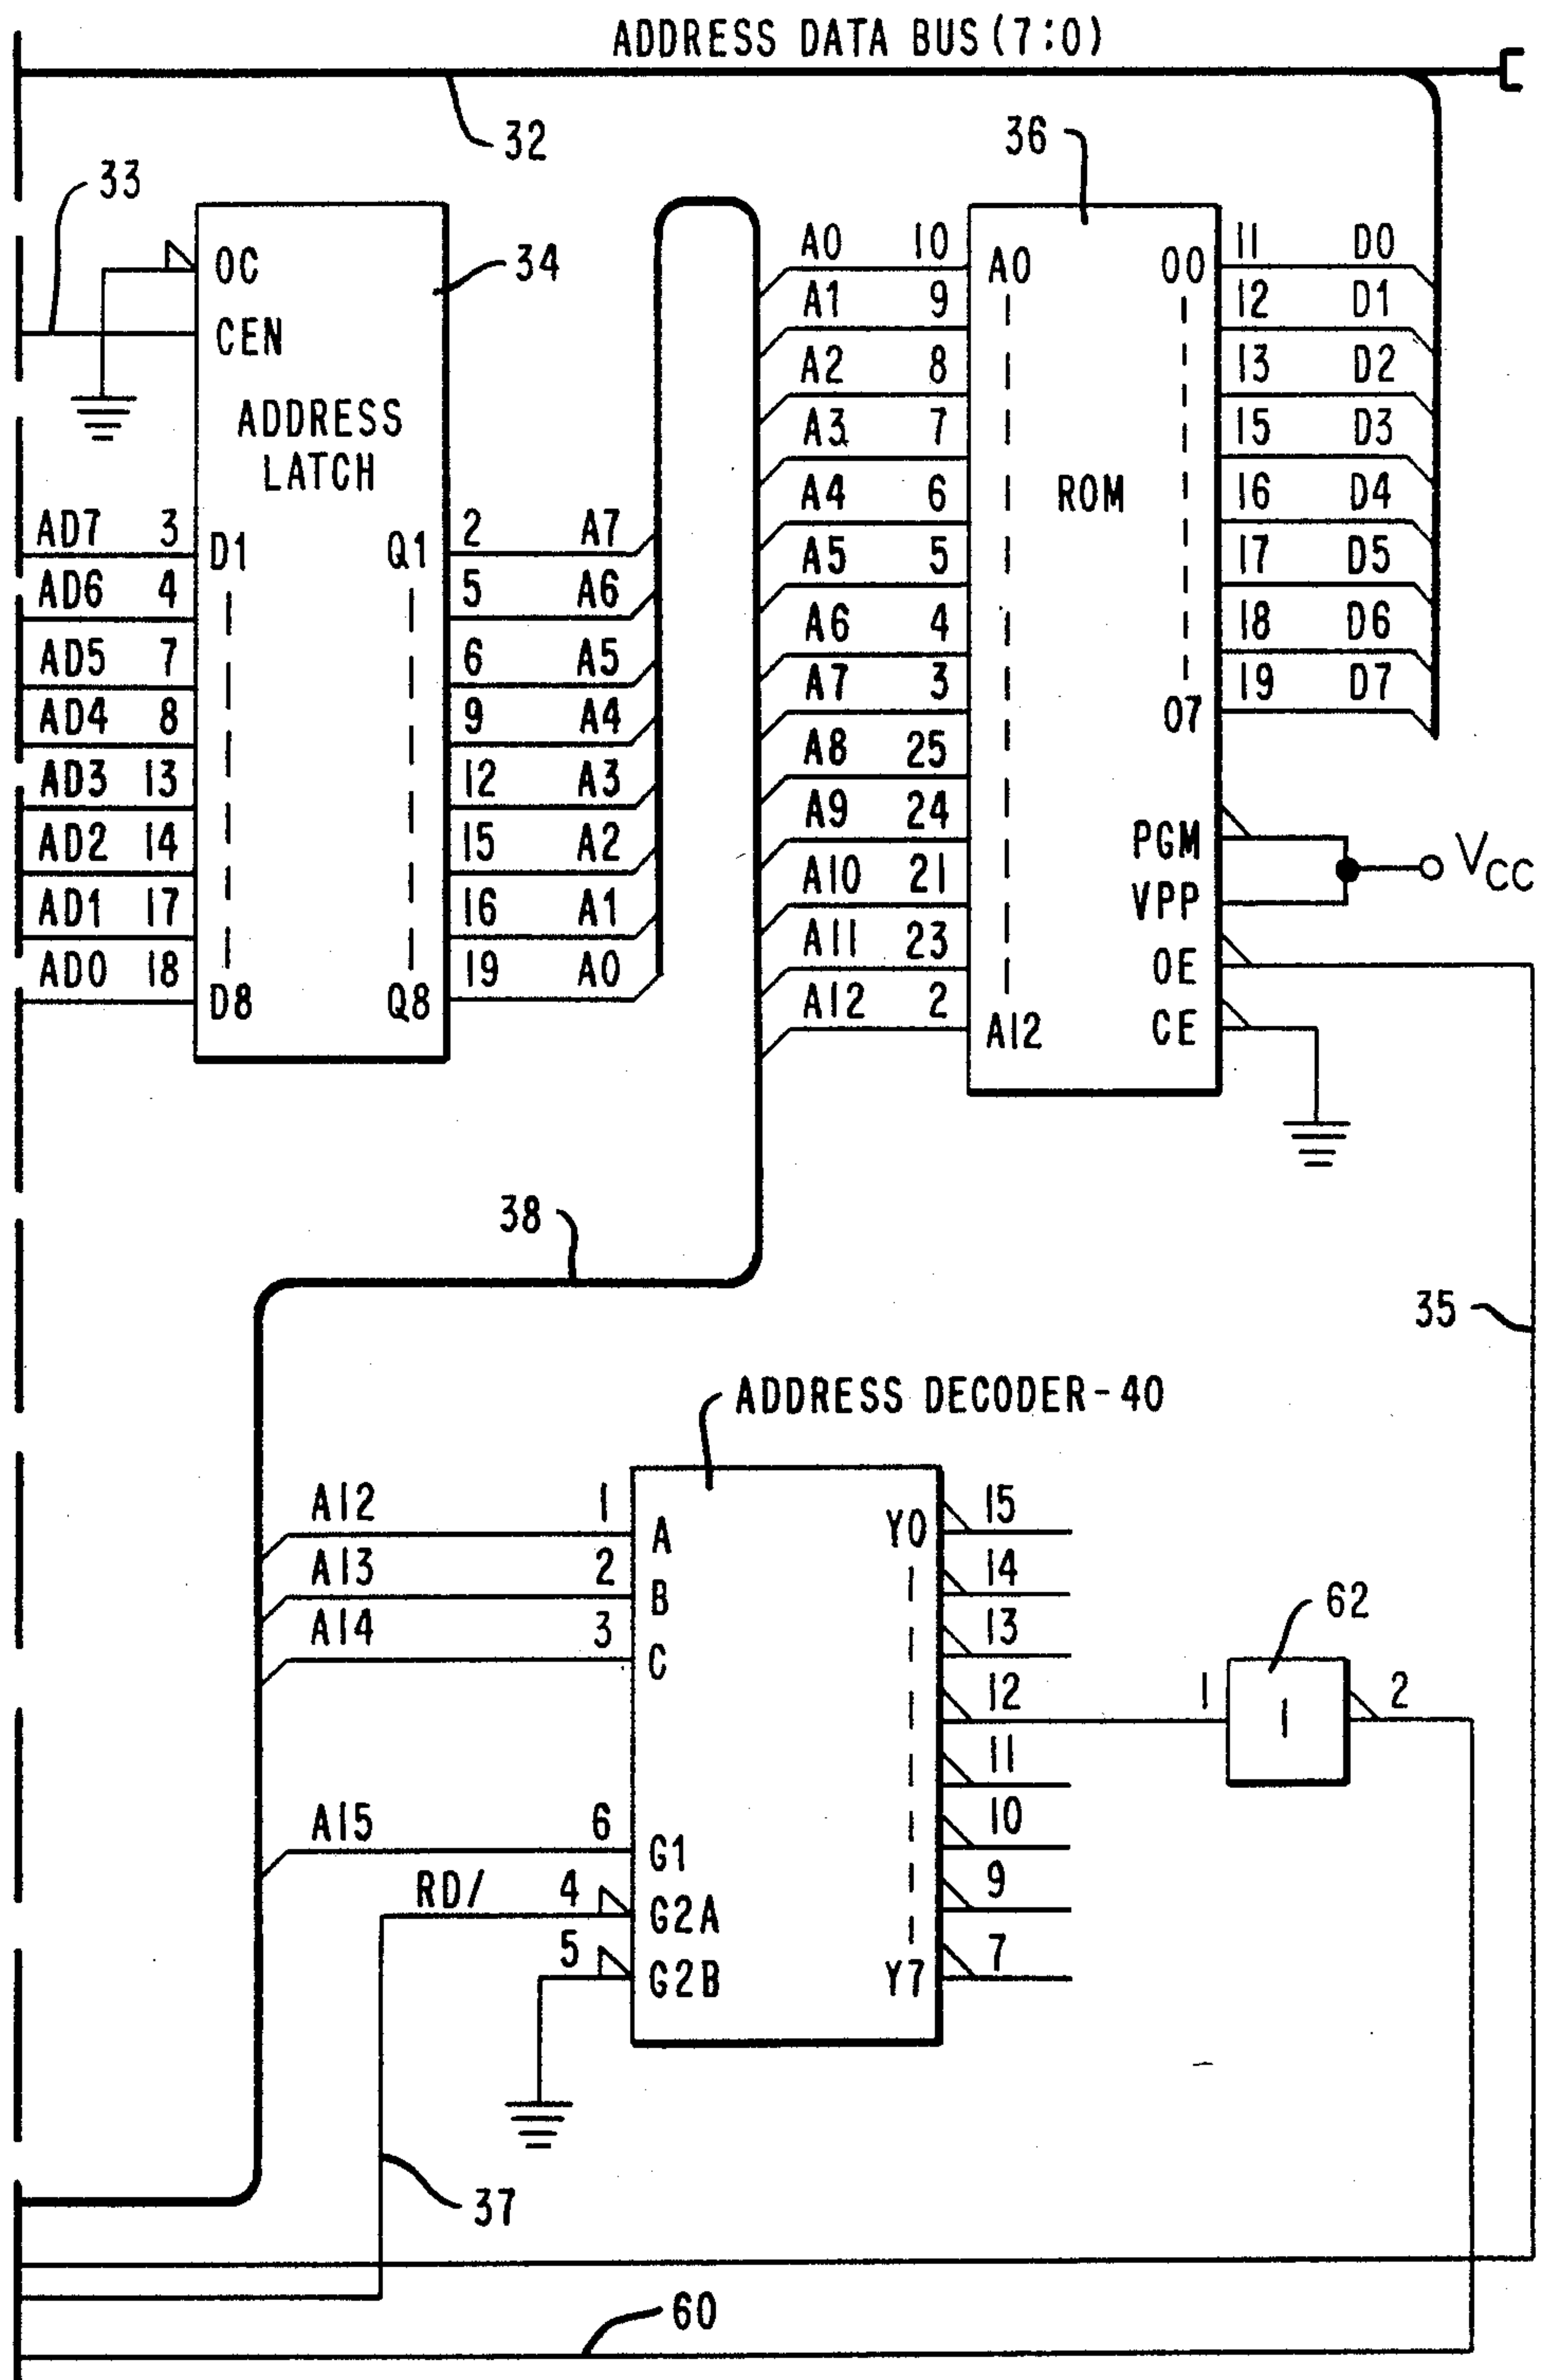 ADDRESS DATA BUS (7:0)
32
33
36
34
OC
CEN
ADDRESS
LATCH
AD7 3 D1 Q1 2 A7
AD6 4 5 A6
AD5 7 6 A5
AD4 8 9 A4
AD3 13 12 A3
AD2 14 15 A2
AD1 17 16 A1
AD0 18 D8 Q8 19 A0
A0 10 A0 O0 11 D0
A1 9 12 D1
A2 8 13 D2
A3 7 15 D3
A4 6 ROM 16 D4
A5 5 17 D5
A6 4 18 D6
A7 3 O7 19 D7
A8 25
A9 24 PGM VCC
A10 21 VPP
A11 23 OE
A12 2 A12 CE
38
35
ADDRESS DECODER-40
A12 1 A Y0 15
A13 2 B 14
A14 3 C 13
12 1 1 2
62
11
A15 6 G1 10
RD/ 4 G2A 9
5 G2B Y7 7
37
60